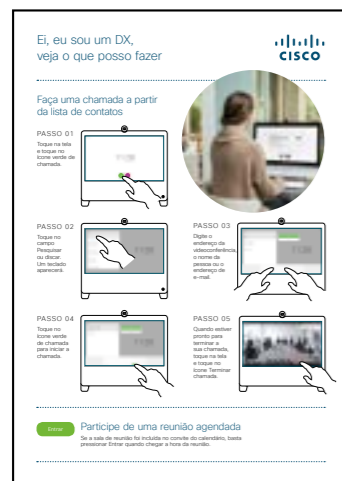 Ei, eu sou um DX,
veja o que posso fazer
CISCO
Faça uma chamada a partir
da lista de contatos
PASSO 01
Toque na tela
e toque no
ícone verde de
chamada.
PASSO 02
Toque no
campo
Pesquisar
ou discar.
Um teclado
aparecerá.
PASSO 03
Digite o
endereço da
videoconferência,
o nome da
pessoa ou o
endereço de
e-mail.
PASSO 04
Toque no
ícone verde
de chamada
para iniciar a
chamada.
PASSO 05
Quando estiver
pronto para
terminar a
sua chamada,
toque na tela
e toque no
ícone Terminar
chamada.
Entrar
Participe de uma reunião agendada
Se a sala de reunião foi incluída no convite do calendário, basta
pressionar Entrar quando chegar a hora da reunião.